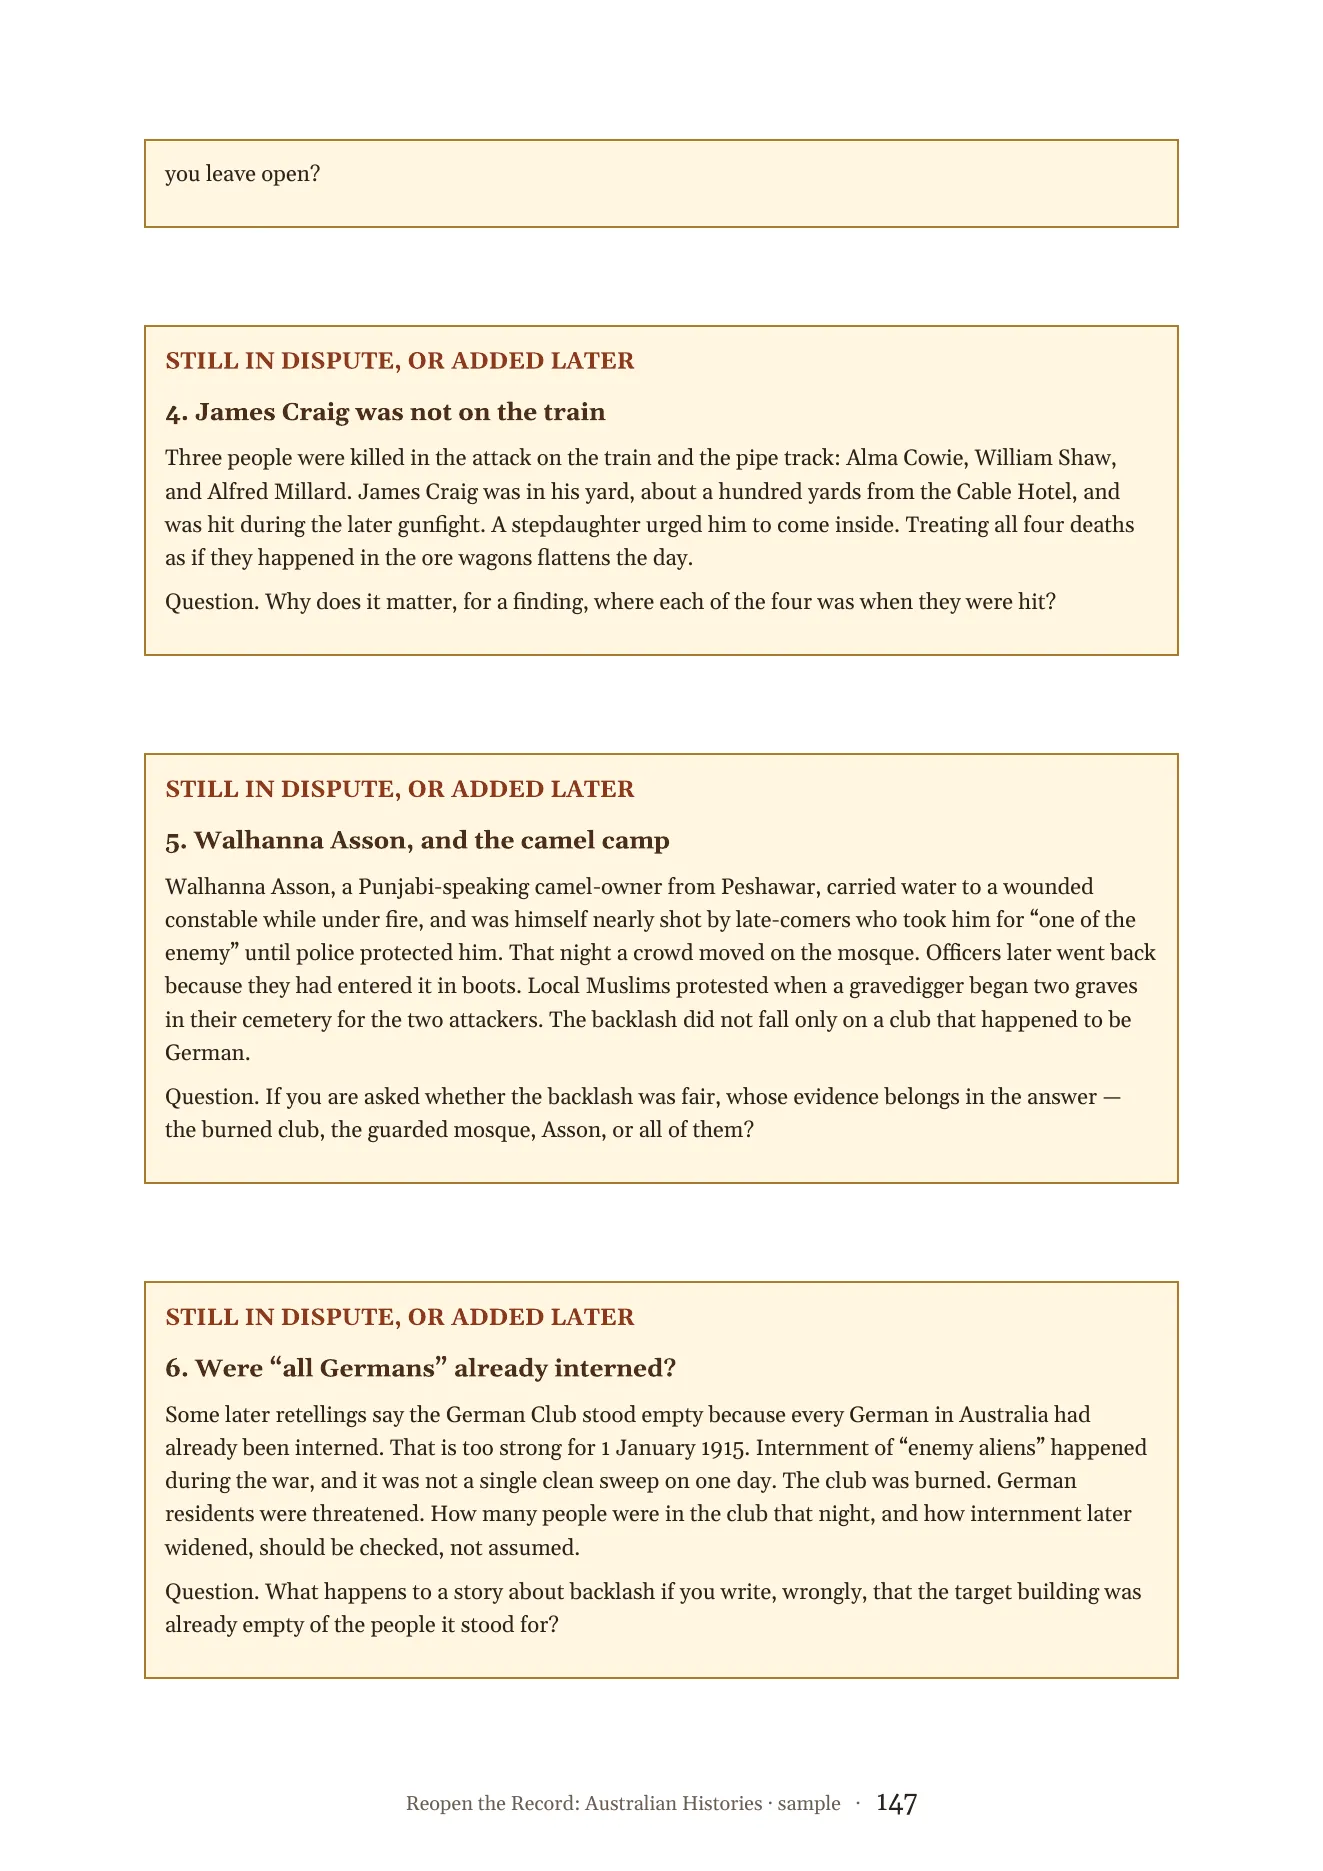 you leave open?
STILL IN DISPUTE, OR ADDED LATER
4. James Craig was not on the train
Three people were killed in the attack on the train and the pipe track: Alma Cowie, William Shaw,
and Alfred Millard. James Craig was in his yard, about a hundred yards from the Cable Hotel, and
was hit during the later gunfight. A stepdaughter urged him to come inside. Treating all four deaths
as if they happened in the ore wagons flattens the day.
Question. Why does it matter, for a finding, where each of the four was when they were hit?
STILL IN DISPUTE, OR ADDED LATER
5. Walhanna Asson, and the camel camp
Walhanna Asson, a Punjabi-speaking camel-owner from Peshawar, carried water to a wounded
constable while under fire, and was himself nearly shot by late-comers who took him for “one of the
enemy” until police protected him. That night a crowd moved on the mosque. Officers later went back
because they had entered it in boots. Local Muslims protested when a gravedigger began two graves
in their cemetery for the two attackers. The backlash did not fall only on a club that happened to be
German.
Question. If you are asked whether the backlash was fair, whose evidence belongs in the answer —
the burned club, the guarded mosque, Asson, or all of them?
STILL IN DISPUTE, OR ADDED LATER
6. Were “all Germans” already interned?
Some later retellings say the German Club stood empty because every German in Australia had
already been interned. That is too strong for 1 January 1915. Internment of “enemy aliens” happened
during the war, and it was not a single clean sweep on one day. The club was burned. German
residents were threatened. How many people were in the club that night, and how internment later
widened, should be checked, not assumed.
Question. What happens to a story about backlash if you write, wrongly, that the target building was
already empty of the people it stood for?
Reopen the Record: Australian Histories · sample · 147